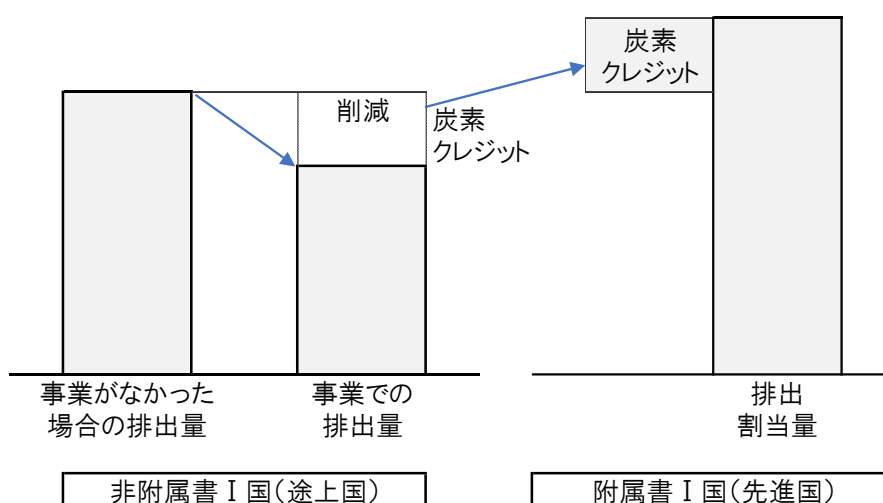 炭素
クレジット
削減
炭素
クレジット
事業がなかった
場合の排出量
事業での
排出量
排出
割当量
非附属書Ⅰ国(途上国)
附属書Ⅰ国(先進国)